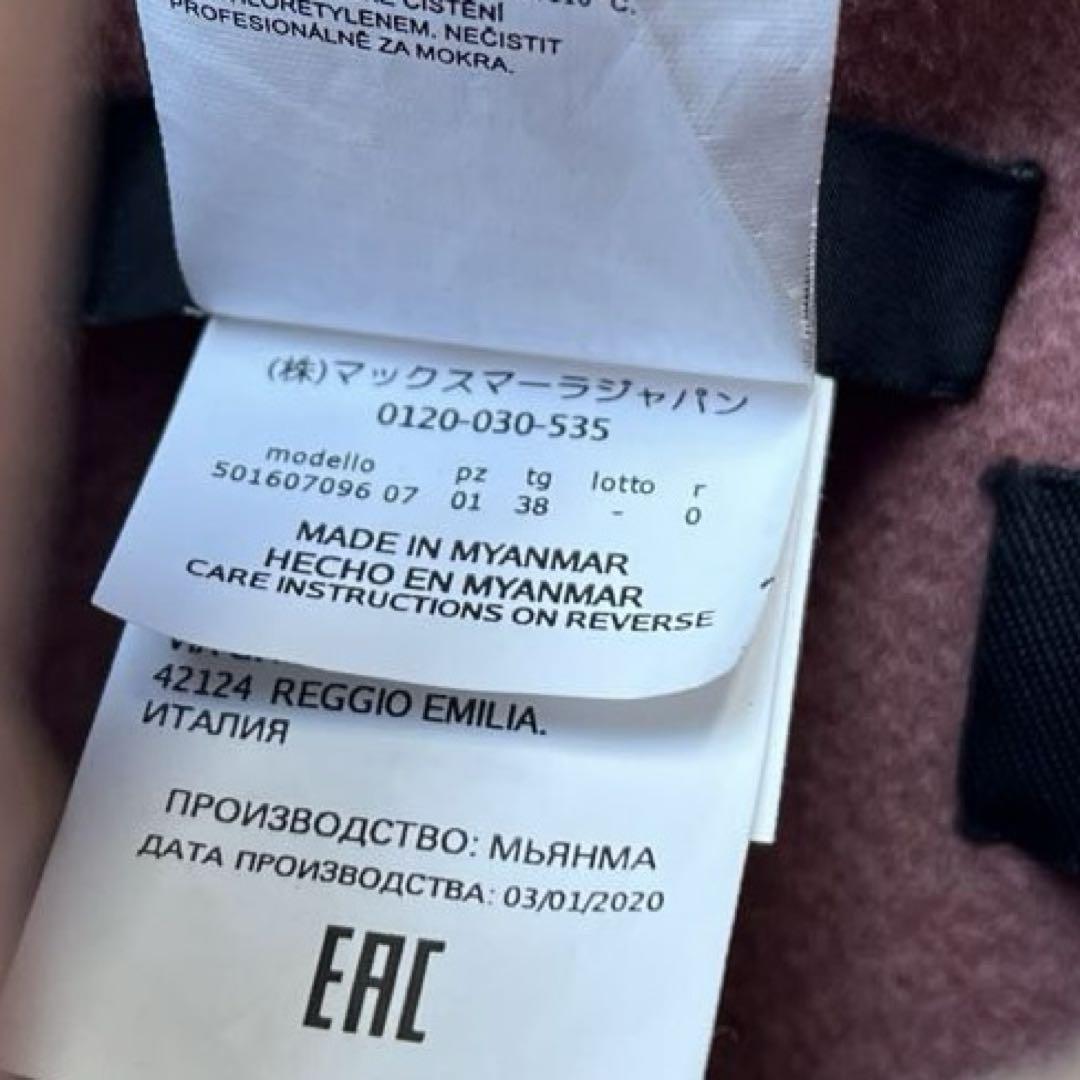 ČISTĚNÍ
NEČISTIT
PROFESIONÁLNĚ ZA MOKRA.
(株)マックスマーラジャパン
0120-030-535
modello pz tg lotto r
501607096 07 01 38 - 0
MADE IN MYANMAR
HECHO EN MYANMAR
CARE INSTRUCTIONS ON REVERSE
42124 REGGIO EMILIA.
ИТАЛИЯ
ПРОИЗВОДСТВО: МЬЯНМА
ДАТА ПРОИЗВОДСТВА: 03/01/2020
EAC